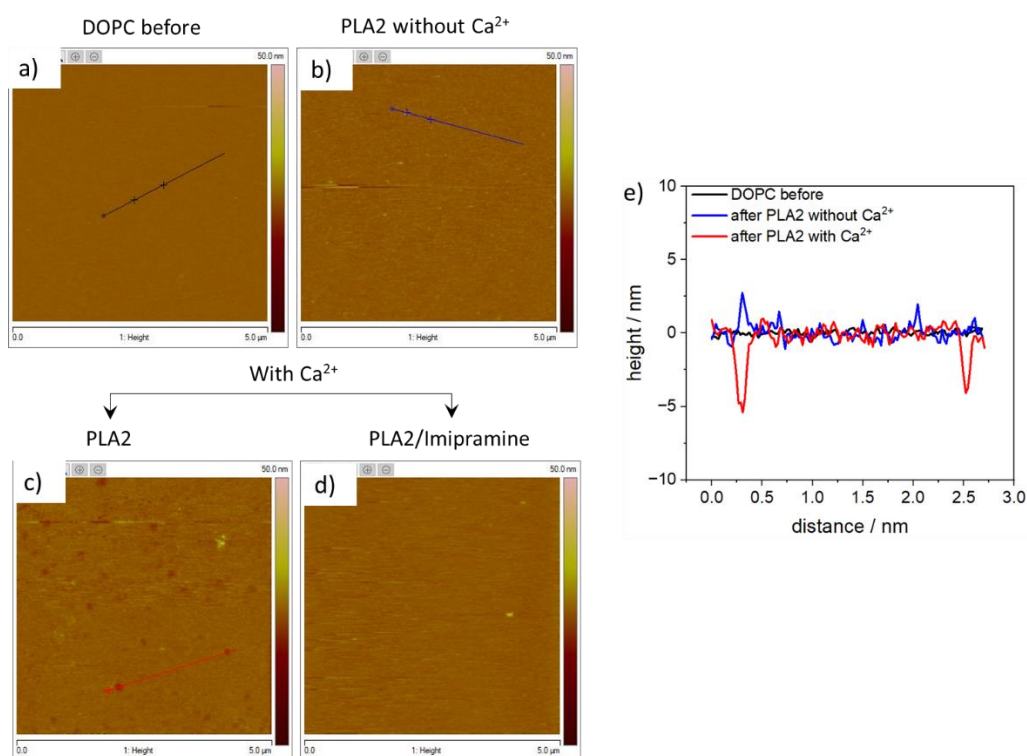 DOPC before
PLA2 without Ca²⁺
a)
50.0 nm
b)
50.0 nm
0.0
1: Height
5.0 µm
0.0
1: Height
5.0 µm
With Ca²⁺
PLA2
PLA2/Imipramine
c)
50.0 nm
d)
50.0 nm
0.0
1: Height
5.0 µm
0.0
1: Height
5.0 µm
e)
10
5
0
−5
−10
height / nm
DOPC before
after PLA2 without Ca²⁺
after PLA2 with Ca²⁺
0.0 0.5 1.0 1.5 2.0 2.5 3.0
distance / nm